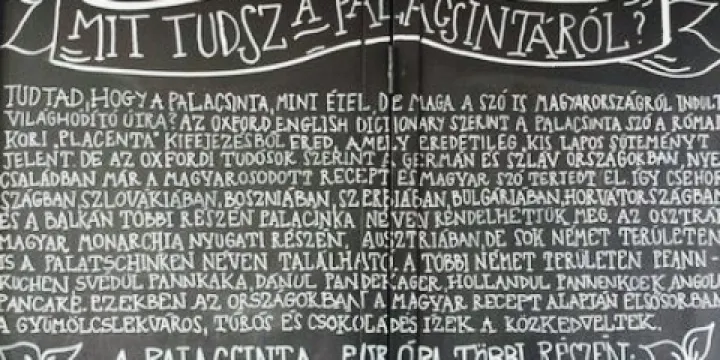 MIT TUDSZ A PALACSINTÁRÓL?
TUDTAD, HOGY A PALACSINTA, MINT ÉTEL, DE MAGA A SZÓ IS MAGYARORSZÁGRÓL INDULT
VILÁGHÓDÍTÓ ÚTJRA? AZ OXFORD ENGLISH DICTIONARY SZERINT A PALACSINTA SZÓ A RÓMAI
KORI „PLACENTA" KIFEJEZÉSBŐL ERED, AMELY EREDETILEG, KIS LAPOS SÜTEMÉNYT
JELENT. DE AZ OXFORDI TUDÓSOK SZERINT A GERMÁN ÉS SZLÁV ORSZÁGOKBAN, NYE
CSALÁDBAN MÁR A MAGYAROSODOTT RECEPT ÉS MAGYAR SZÓ TERJEDT EL. ÍGY CSEHOR
SZÁGBAN, SZLOVÁKIÁBAN, BOSZNIÁBAN, SZERBIÁBAN, BULGÁRIÁBAN, HORVÁTORSZÁGBAN
ÉS A BALKÁN TÖBBI RÉSZÉN PALACINKA NÉVEN RENDELHETJÜK MEG. AZ OSZTRÁK
MAGYAR MONARCHIA NYUGATI RÉSZÉN, AUSZTRIÁBAN, DE SOK NÉMET TERÜLETEN
IS A PALATSCHINKEN NÉVEN TALÁLHATÓ. A TÖBBI NÉMET TERÜLETEN PFANN-
KUCHEN SVÉDÜL PANNKAKA, DÁNUL PANDEKAGER, HOLLANDUL PANNENKOEK ANGOL
PANCAKE. EZEKBEN AZ ORSZÁGOKBAN A MAGYAR RECEPT ALAPJÁN ELSŐSORBAN
A GYÜMÖLCSLEKVÁROS, TÚRÓS ÉS CSOKOLÁDÉS ÍZEK A KÖZKEDVELTEK.
A PALACSINTA EURÓPA TÖBBI RÉSZÉN